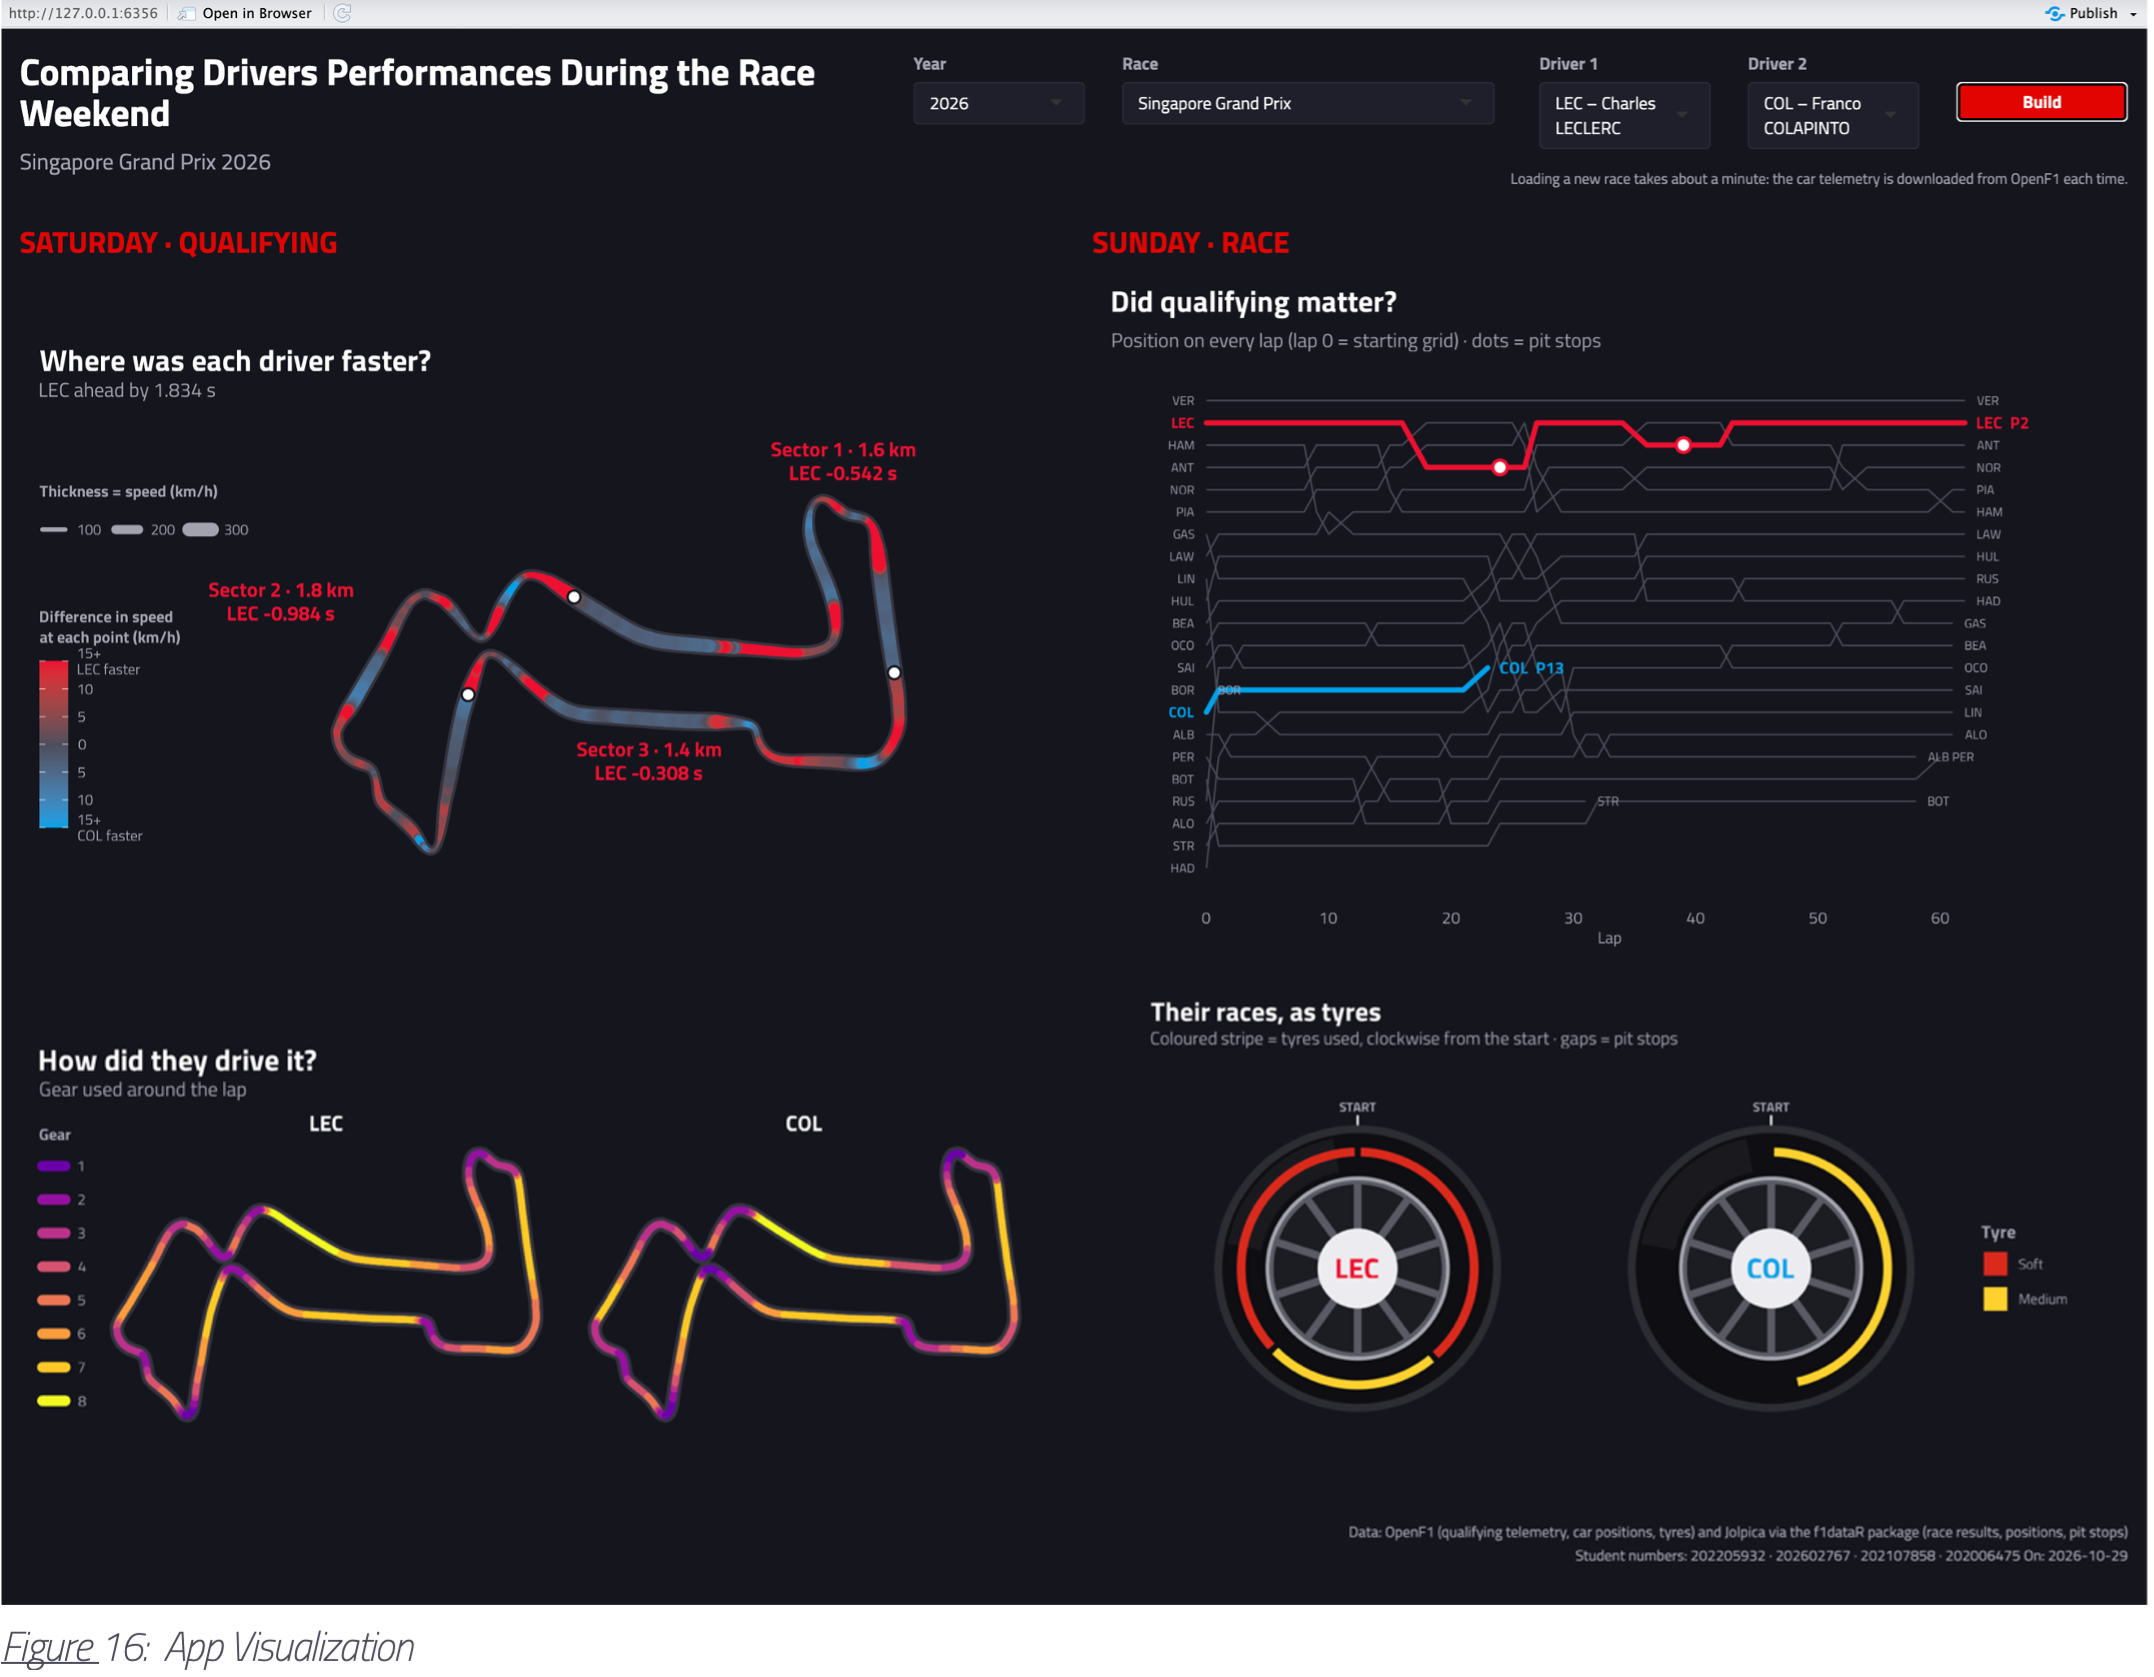 http://127.0.0.1:6356
Open in Browser
Publish
Comparing Drivers Performances During the Race
Weekend
Singapore Grand Prix 2026
Year
2026
Race
Singapore Grand Prix
Driver 1
LEC – Charles
LECLERC
Driver 2
COL – Franco
COLAPINTO
Build
Loading a new race takes about a minute: the car telemetry is downloaded from OpenF1 each time.
SATURDAY · QUALIFYING
Where was each driver faster?
LEC ahead by 1.834 s
Thickness = speed (km/h)
100 200 300
Difference in speed
at each point (km/h)
15+
LEC faster
10
5
0
5
10
15+
COL faster
Sector 1 · 1.6 km
LEC -0.542 s
Sector 2 · 1.8 km
LEC -0.984 s
Sector 3 · 1.4 km
LEC -0.308 s
How did they drive it?
Gear used around the lap
Gear
1
2
3
4
5
6
7
8
LEC
COL
SUNDAY · RACE
Did qualifying matter?
Position on every lap (lap 0 = starting grid) · dots = pit stops
VER
LEC
HAM
ANT
NOR
PIA
GAS
LAW
LIN
HUL
BEA
OCO
SAI
BOR
COL
ALB
PER
BOT
RUS
ALO
STR
HAD
BOR
COL P13
STR
VER
LEC P2
ANT
NOR
PIA
HAM
LAW
HUL
RUS
HAD
GAS
BEA
OCO
SAI
LIN
ALO
ALB PER
BOT
0 10 20 30 40 50 60
Lap
Their races, as tyres
Coloured stripe = tyres used, clockwise from the start · gaps = pit stops
START
LEC
START
COL
Tyre
Soft
Medium
Data: OpenF1 (qualifying telemetry, car positions, tyres) and Jolpica via the f1dataR package (race results, positions, pit stops)
Student numbers: 202205932 · 202602767 · 202107858 · 202006475 On: 2026-10-29
Figure 16: App Visualization